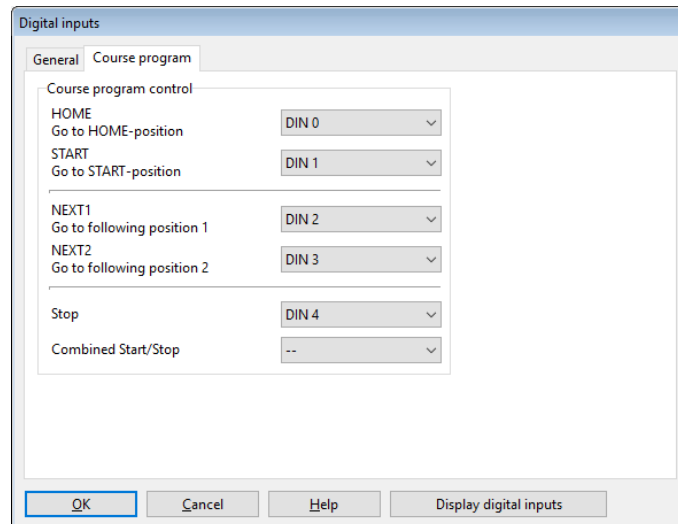 Digital inputs
General Course program
Course program control
HOME
Go to HOME-position
DIN 0
START
Go to START-position
DIN 1
NEXT1
Go to following position 1
DIN 2
NEXT2
Go to following position 2
DIN 3
Stop
DIN 4
Combined Start/Stop
--
OK Cancel Help Display digital inputs